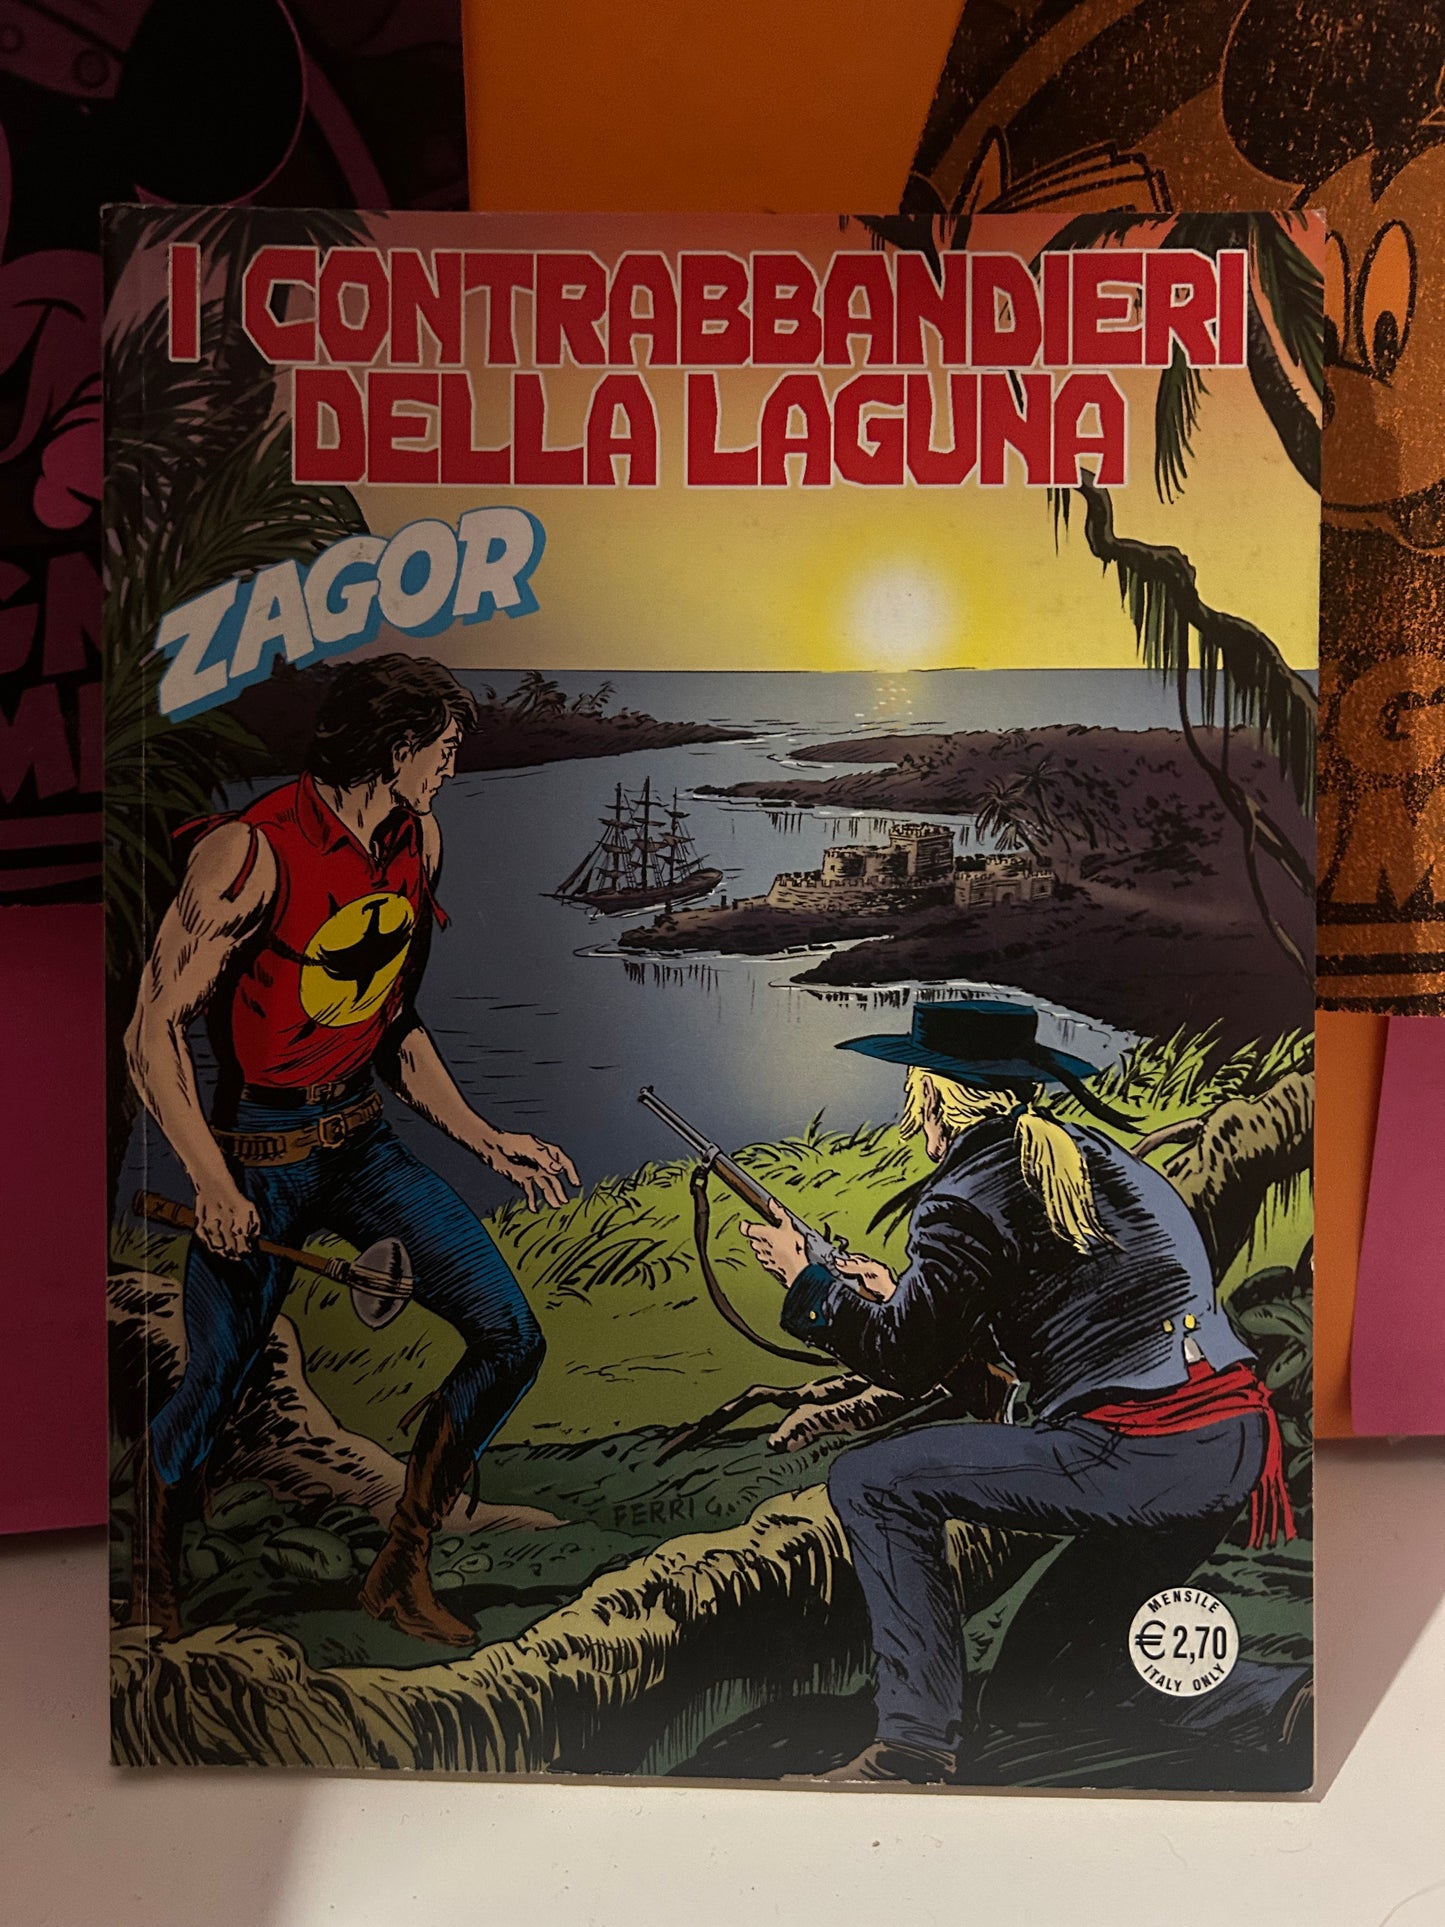 I CONTRABBANDIERI
DELLA LAGUNA
ZAGOR
FERRI G.
MENSILE
€ 2,70
ITALY ONLY